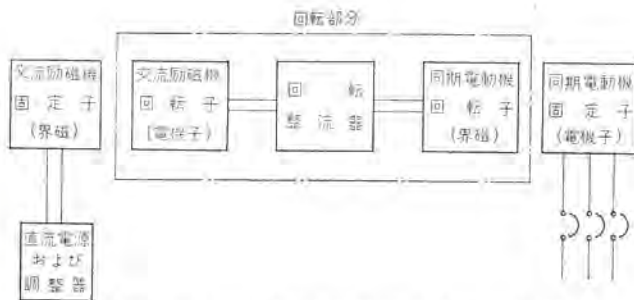 回転部分
交流励磁機
固定子
(界磁)
交流励磁機
回転子
(電機子)
回転
整流器
同期電動機
回転子
(界磁)
同期電動機
固定子
(電機子)
直流電源
および
調整器